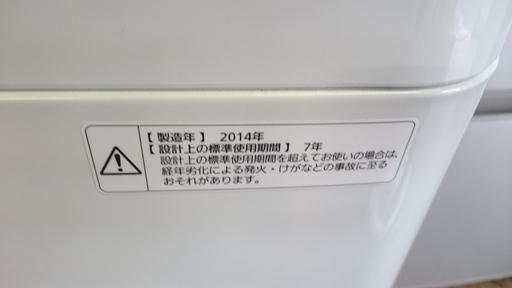 【 製造年 】 2014年
【 設計上の標準使用期間 】 7年
設計上の標準使用期間を超えてお使いの場合は、
経年劣化による発火・けがなどの事故に至る
おそれがあります。